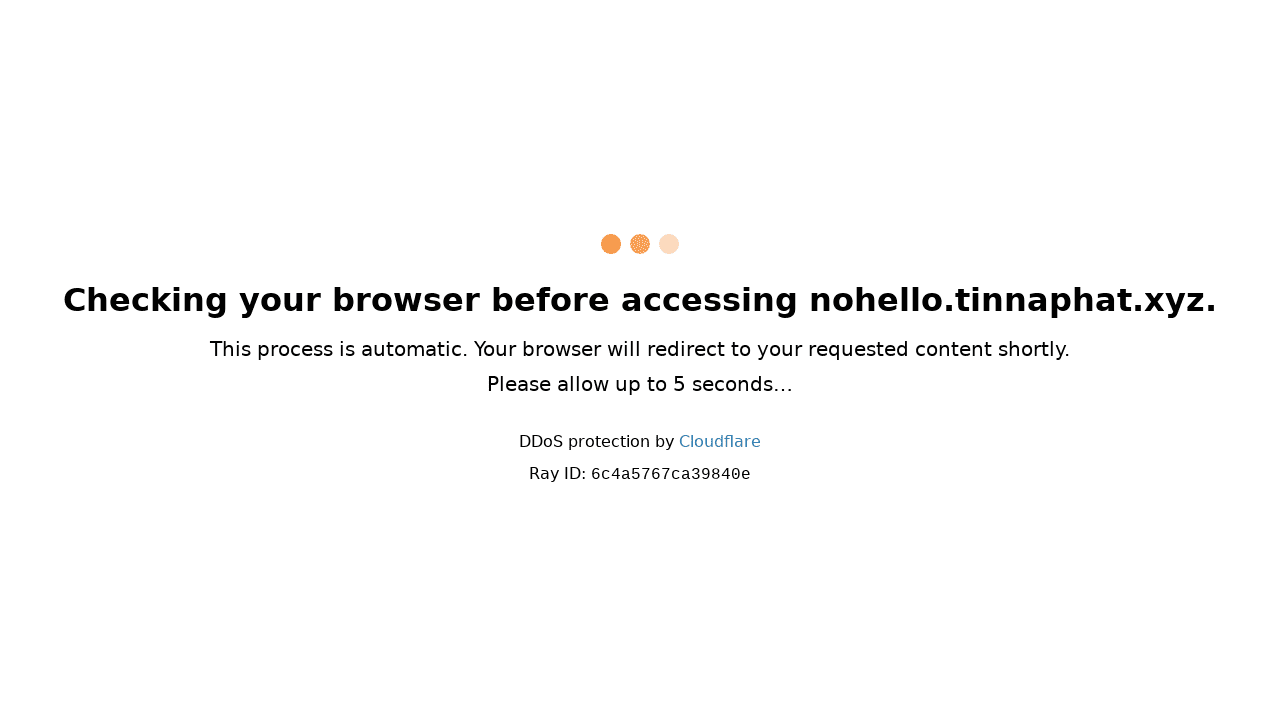 Checking your browser before accessing nohello.tinnaphat.xyz.
This process is automatic. Your browser will redirect to your requested content shortly.
Please allow up to 5 seconds…
DDoS protection by Cloudflare
Ray ID: 6c4a5767ca39840e